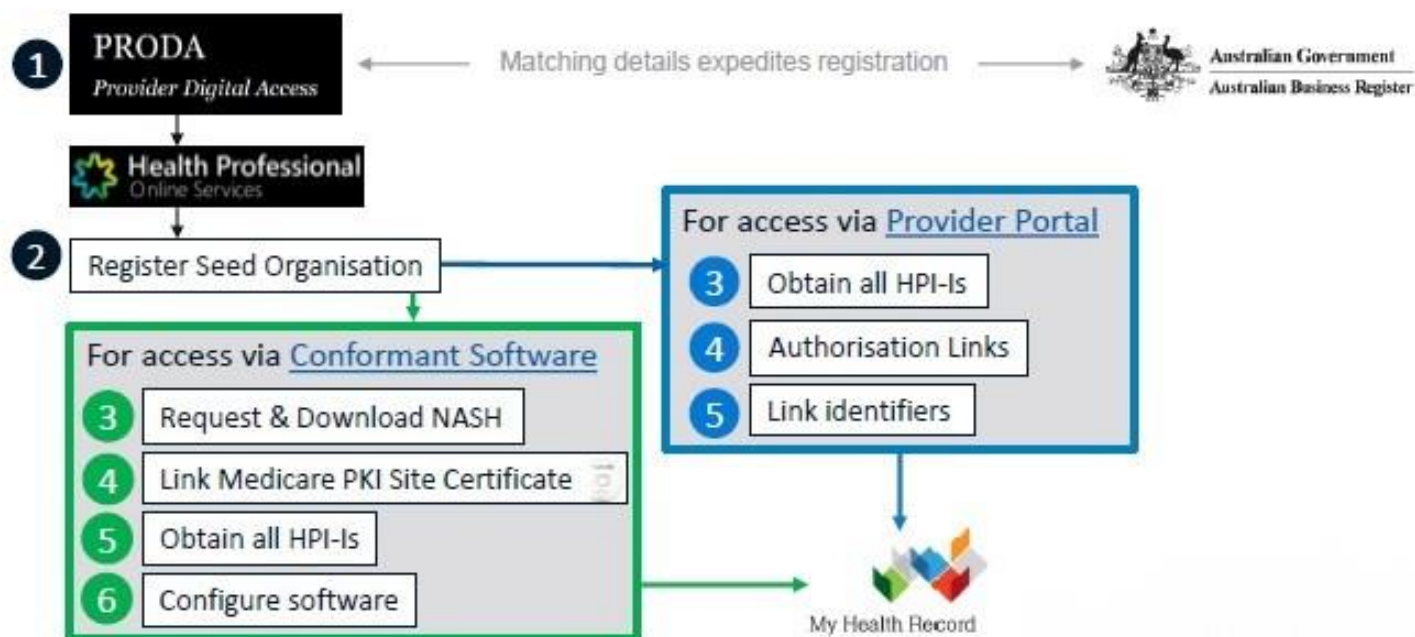 1
PRODA
Provider Digital Access
Matching details expedites registration
Australian Government
Australian Business Register
Health Professional
Online Services
2
Register Seed Organisation
For access via Provider Portal
3 Obtain all HPI-Is
4 Authorisation Links
5 Link identifiers
For access via Conformant Software
3 Request & Download NASH
4 Link Medicare PKI Site Certificate
5 Obtain all HPI-Is
6 Configure software
My Health Record